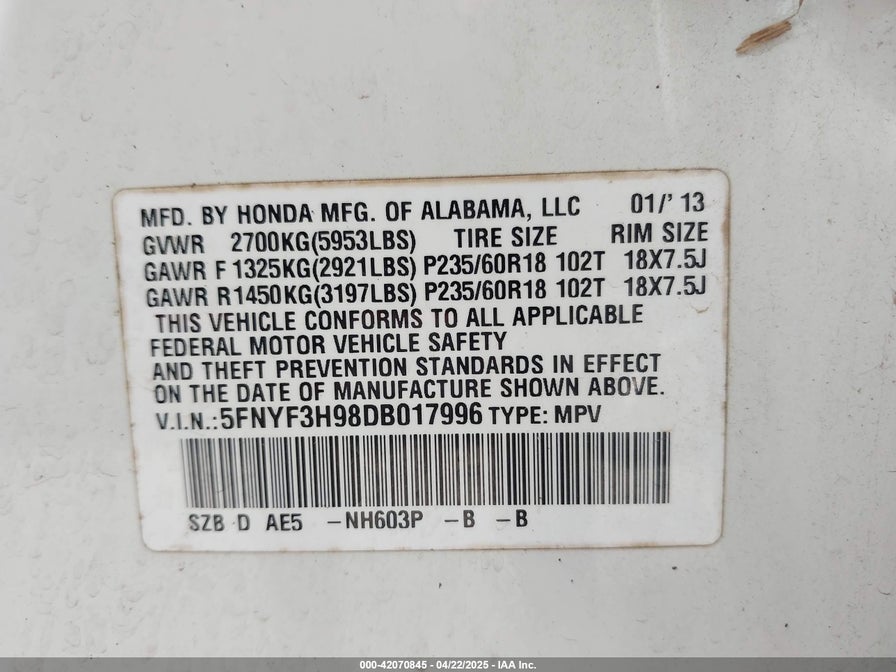 MFD. BY HONDA MFG. OF ALABAMA, LLC 01/' 13
GVWR 2700KG(5953LBS) TIRE SIZE RIM SIZE
GAWR F 1325KG(2921LBS) P235/60R18 102T 18X7.5J
GAWR R1450KG(3197LBS) P235/60R18 102T 18X7.5J
THIS VEHICLE CONFORMS TO ALL APPLICABLE
FEDERAL MOTOR VEHICLE SAFETY
AND THEFT PREVENTION STANDARDS IN EFFECT
ON THE DATE OF MANUFACTURE SHOWN ABOVE.
V.I.N.:5FNYF3H98DB017996 TYPE: MPV
SZB D AE5 -NH603P -B -B
000-42070845 - 04/22/2025 - IAA Inc.